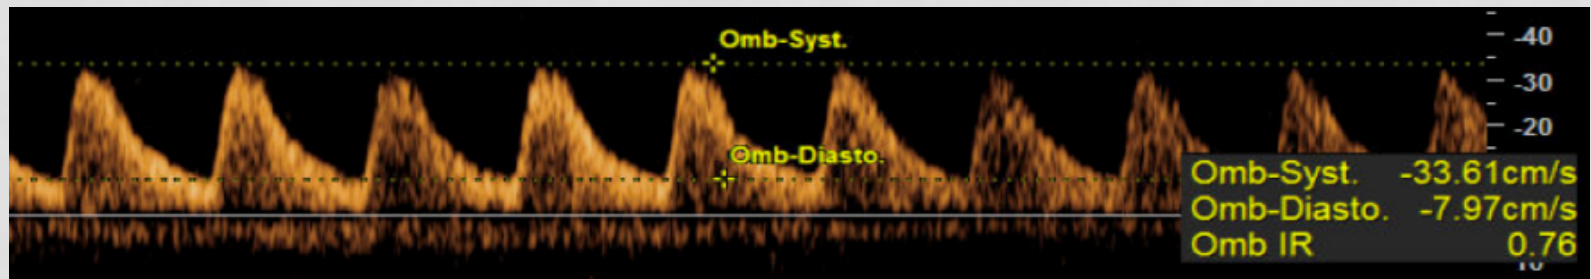 Omb-Syst.
-40
-30
-20
Omb-Diasto.
Omb-Syst. -33.61cm/s
Omb-Diasto. -7.97cm/s
Omb IR 0.76